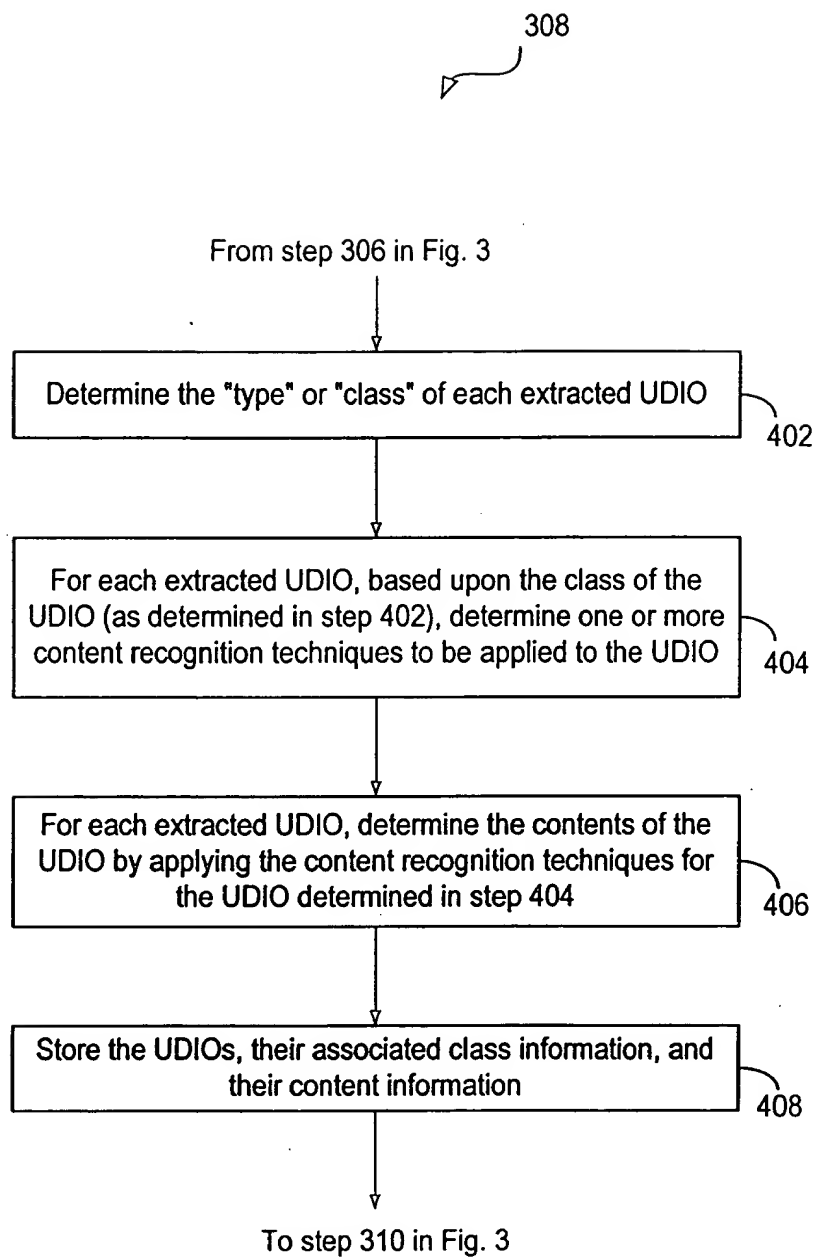 308
From step 306 in Fig. 3
Determine the "type" or "class" of each extracted UDIO
402
For each extracted UDIO, based upon the class of the
UDIO (as determined in step 402), determine one or more
content recognition techniques to be applied to the UDIO
404
For each extracted UDIO, determine the contents of the
UDIO by applying the content recognition techniques for
the UDIO determined in step 404
406
Store the UDIOs, their associated class information, and
their content information
408
To step 310 in Fig. 3